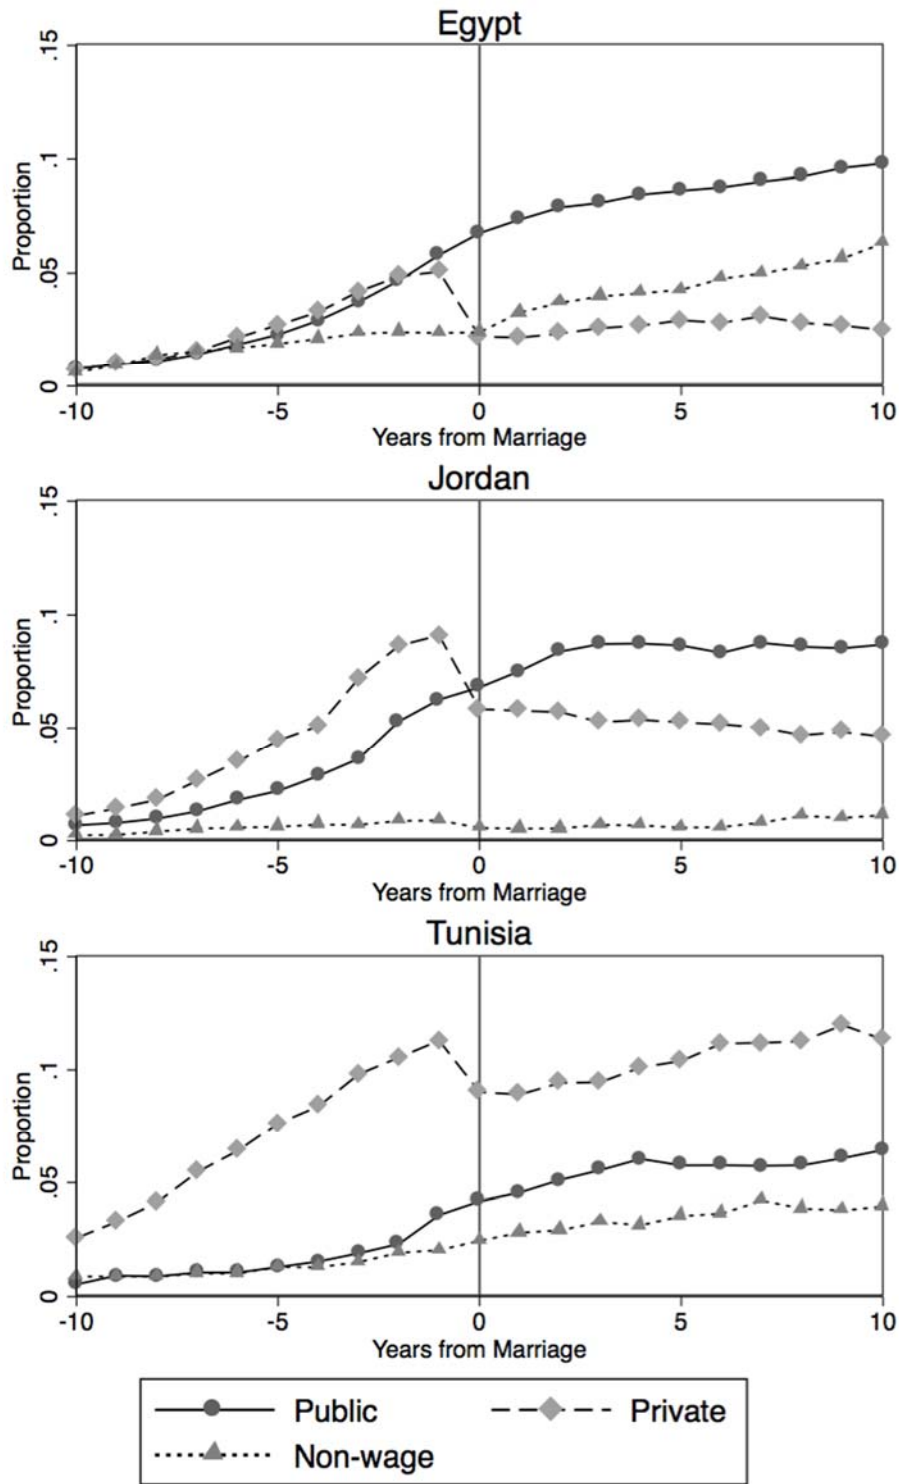 Egypt
.15
.1
.05
0
Proportion
-10 -5 0 5 10
Years from Marriage
Jordan
.15
.1
.05
0
Proportion
-10 -5 0 5 10
Years from Marriage
Tunisia
.15
.1
.05
0
Proportion
-10 -5 0 5 10
Years from Marriage
Public Private
Non-wage